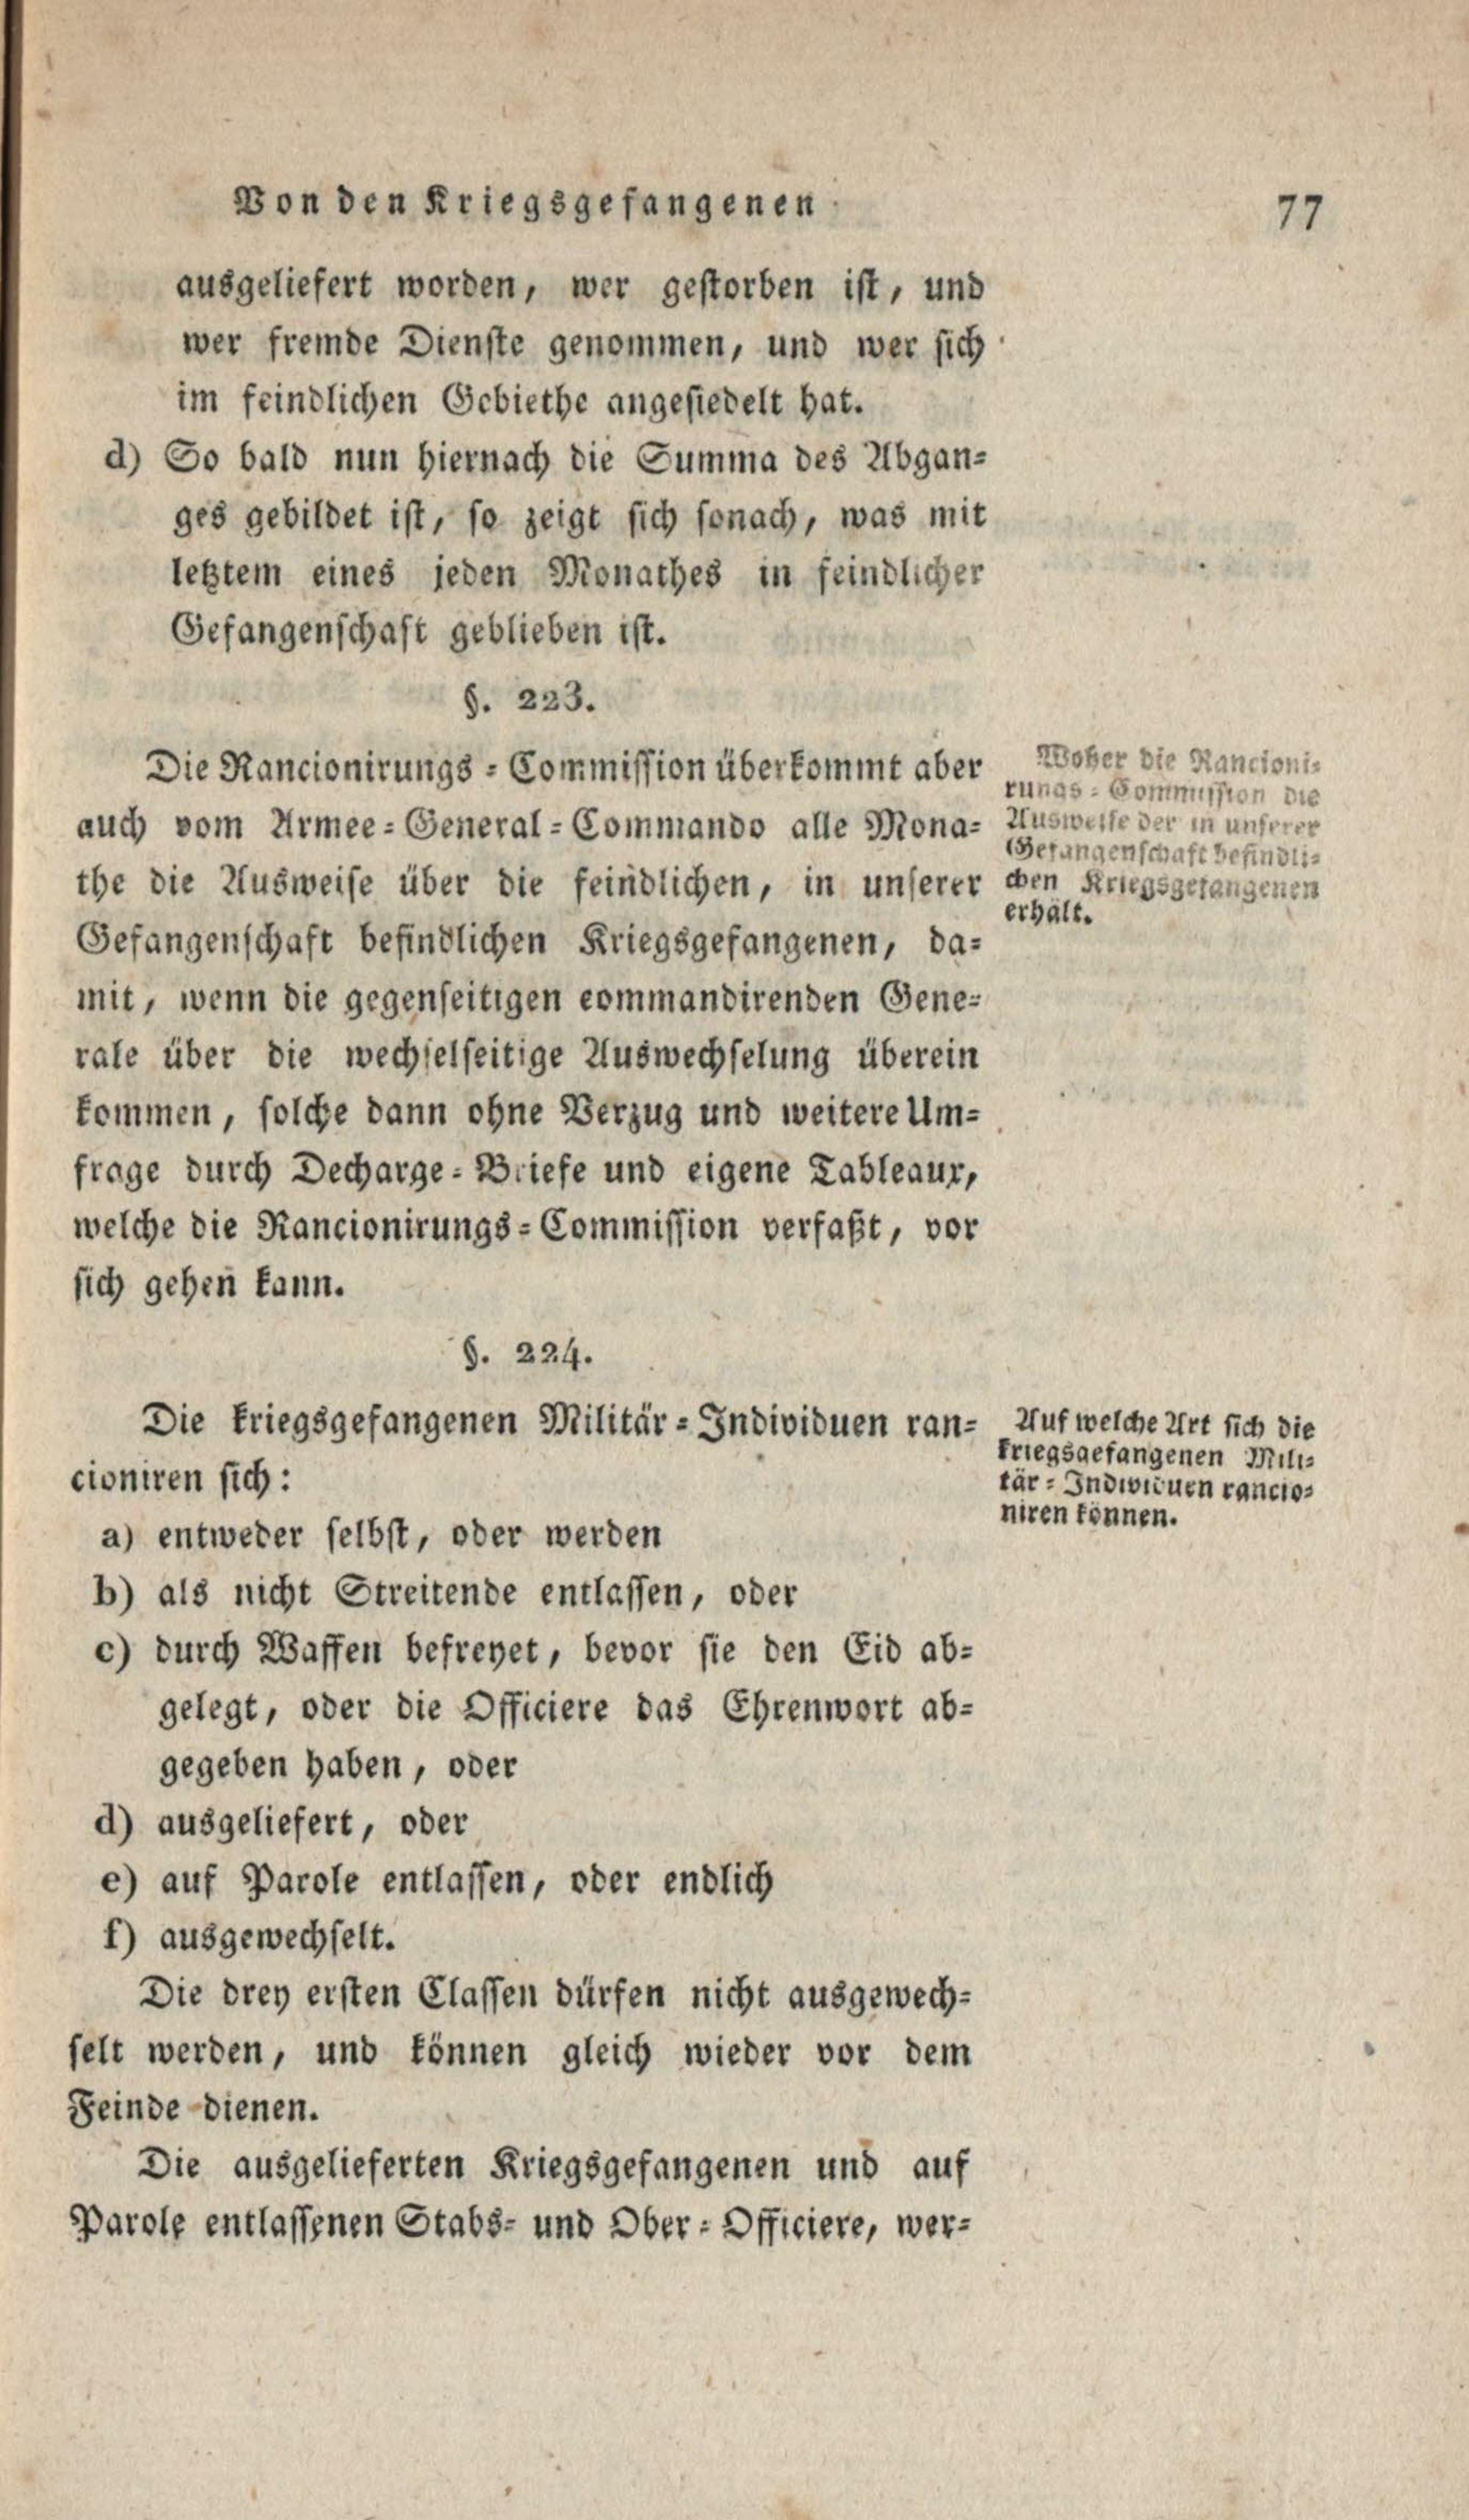 Von den Kriegsgefangenen
77
ausgeliefert worden, wer gestorben ist, und
wer fremde Dienste genommen, und wer sich
im feindlichen Gebiethe angesiedelt hat.
d) So bald nun hiernach die Summa des Abgan-
ges gebildet ist, so zeigt sich sonach, was mit
letztem eines jeden Monathes in feindlicher
Gefangenschaft geblieben ist.
§. 223.
Die Rancionirungs-Commission überkommt aber
auch vom Armee-General-Commando alle Mona-
the die Ausweise über die feindlichen, in unserer
Gefangenschaft befindlichen Kriegsgefangenen, da-
mit, wenn die gegenseitigen commandirenden Gene-
rale über die wechselseitige Auswechselung überein
kommen, solche dann ohne Verzug und weitere Um-
frage durch Decharge-Briefe und eigene Tableaux,
welche die Rancionirungs-Commission verfaßt, vor
sich gehen kann.
Woher die Rancioni-
rungs-Commission die
Ausweise der in unserer
Gefangenschaft befindli-
chen Kriegsgefangenen
erhält.
§. 224.
Die kriegsgefangenen Militär-Individuen ran-
cioniren sich:
a) entweder selbst, oder werden
b) als nicht Streitende entlassen, oder
c) durch Waffen befreyet, bevor sie den Eid ab-
gelegt, oder die Officiere das Ehrenwort ab-
gegeben haben, oder
d) ausgeliefert, oder
e) auf Parole entlassen, oder endlich
f) ausgewechselt.
Auf welche Art sich die
kriegsgefangenen Mili-
tär-Individuen rancio-
niren können.
Die drey ersten Classen dürfen nicht ausgewech-
selt werden, und können gleich wieder vor dem
Feinde dienen.
Die ausgelieferten Kriegsgefangenen und auf
Parole entlassenen Stabs- und Ober-Officiere, wer-